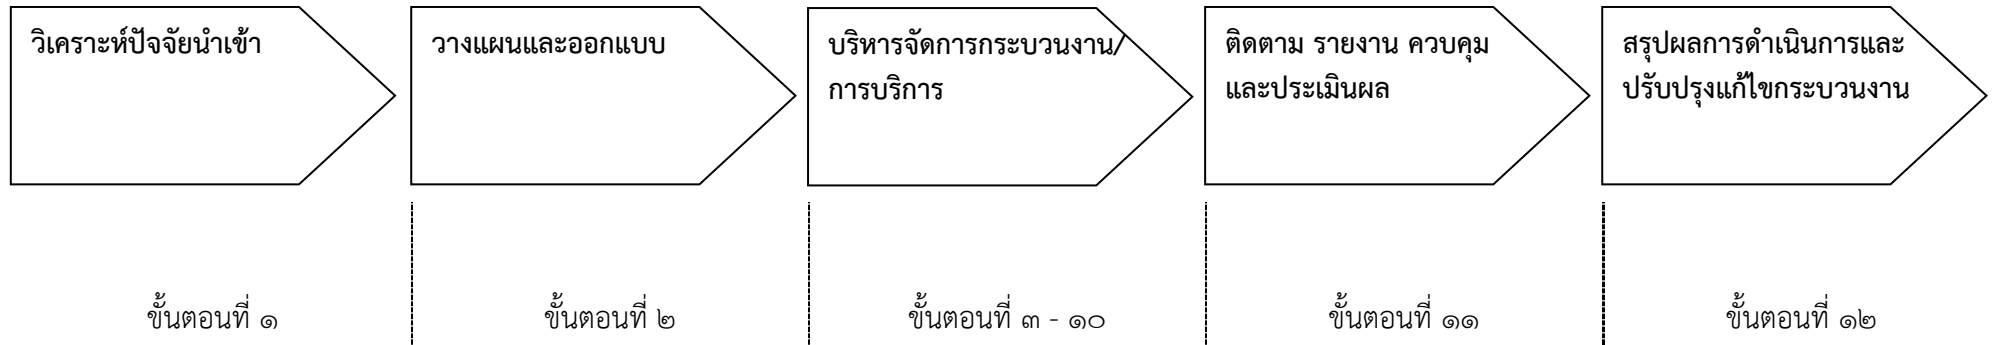 วิเคราะห์ปัจจัยนำเข้า
วางแผนและออกแบบ
บริหารจัดการกระบวนงาน/
การบริการ
ติดตาม รายงาน ควบคุม
และประเมินผล
สรุปผลการดำเนินการและ
ปรับปรุงแก้ไขกระบวนงาน
ขั้นตอนที่ ๑
ขั้นตอนที่ ๒
ขั้นตอนที่ ๓ - ๑๐
ขั้นตอนที่ ๑๑
ขั้นตอนที่ ๑๒